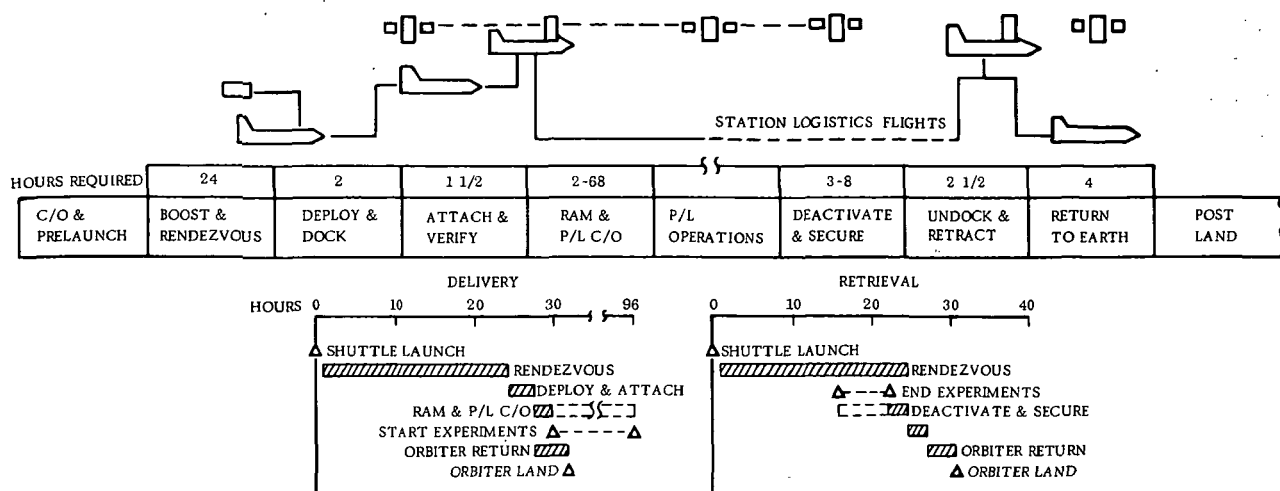 STATION LOGISTICS FLIGHTS
HOURS REQUIRED 24 2 1 1/2 2-68 3-8 2 1/2 4
C/O & PRELAUNCH
BOOST & RENDEZVOUS
DEPLOY & DOCK
ATTACH & VERIFY
RAM & P/L C/O
P/L OPERATIONS
DEACTIVATE & SECURE
UNDOCK & RETRACT
RETURN TO EARTH
POST LAND
DELIVERY
HOURS 0 10 20 30 96
SHUTTLE LAUNCH
RENDEZVOUS
DEPLOY & ATTACH
RAM & P/L C/O
START EXPERIMENTS
ORBITER RETURN
ORBITER LAND
RETRIEVAL
0 10 20 30 40
SHUTTLE LAUNCH
RENDEZVOUS
END EXPERIMENTS
DEACTIVATE & SECURE
ORBITER RETURN
ORBITER LAND